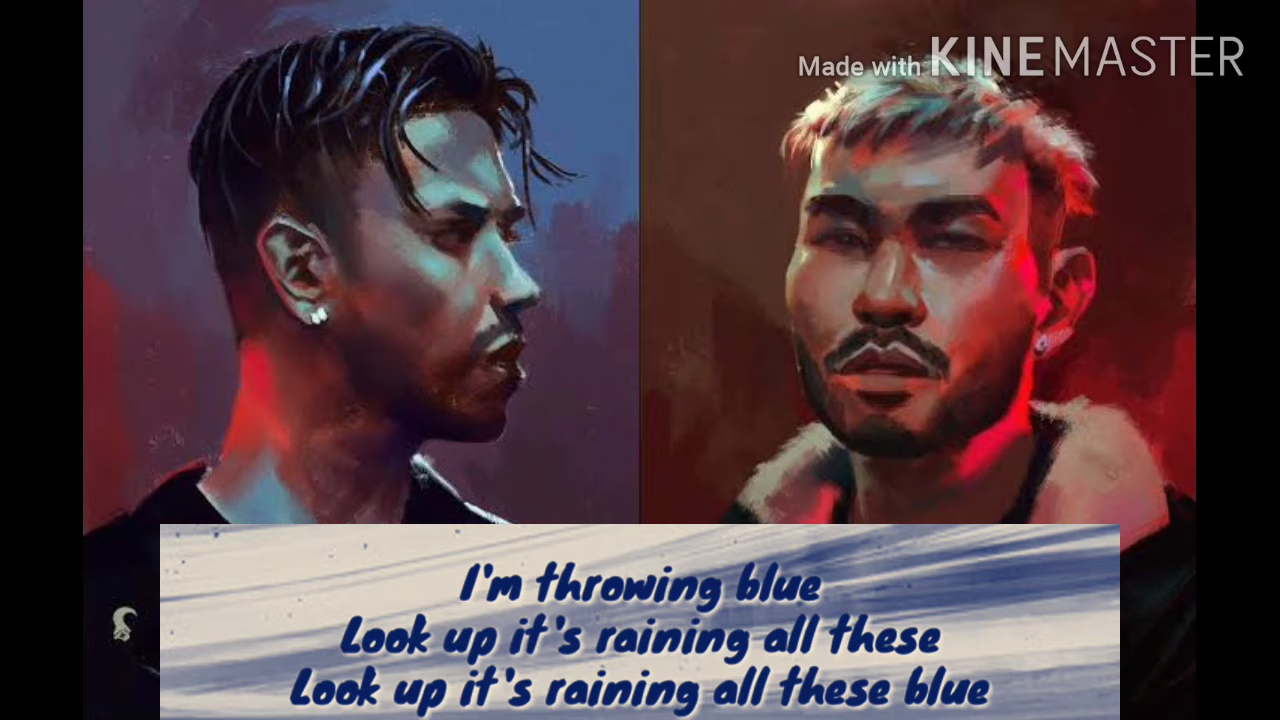 Made with KINEMASTER
I'm throwing blue
Look up it's raining all these
Look up it's raining all these blue